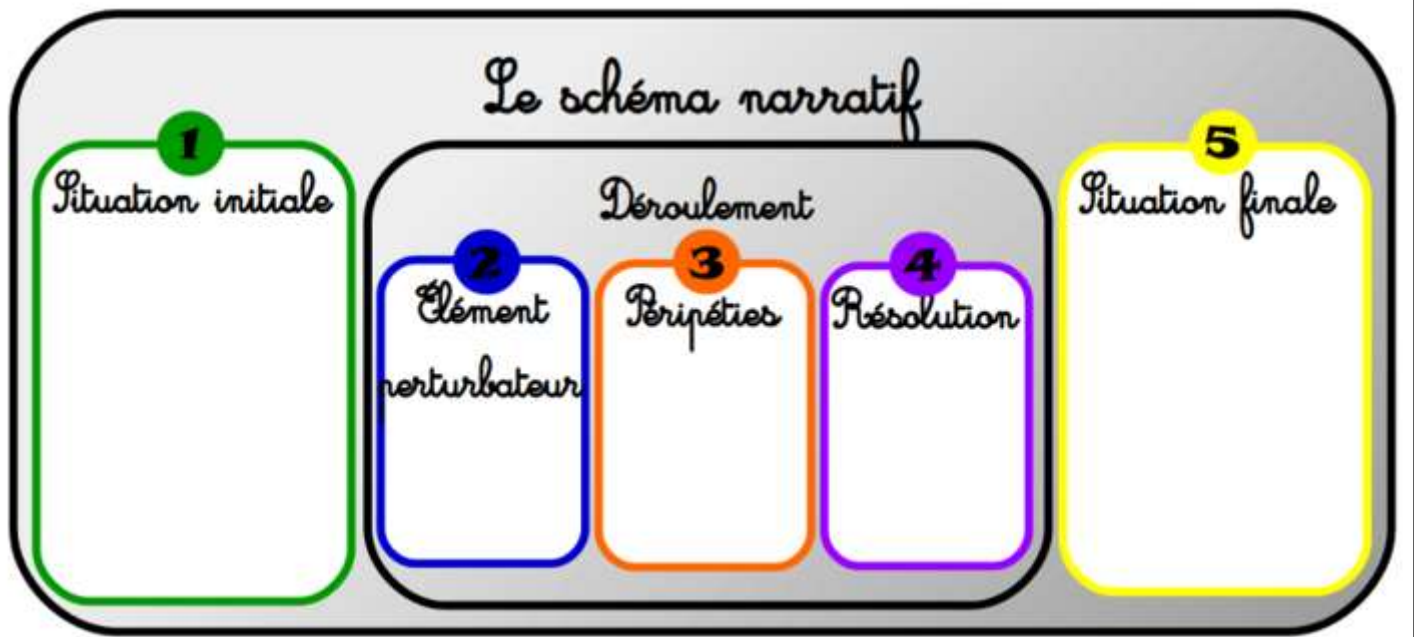 Le schéma narratif
1
Situation initiale
Déroulement
2
Élément
perturbateur
3
Péripéties
4
Résolution
5
Situation finale